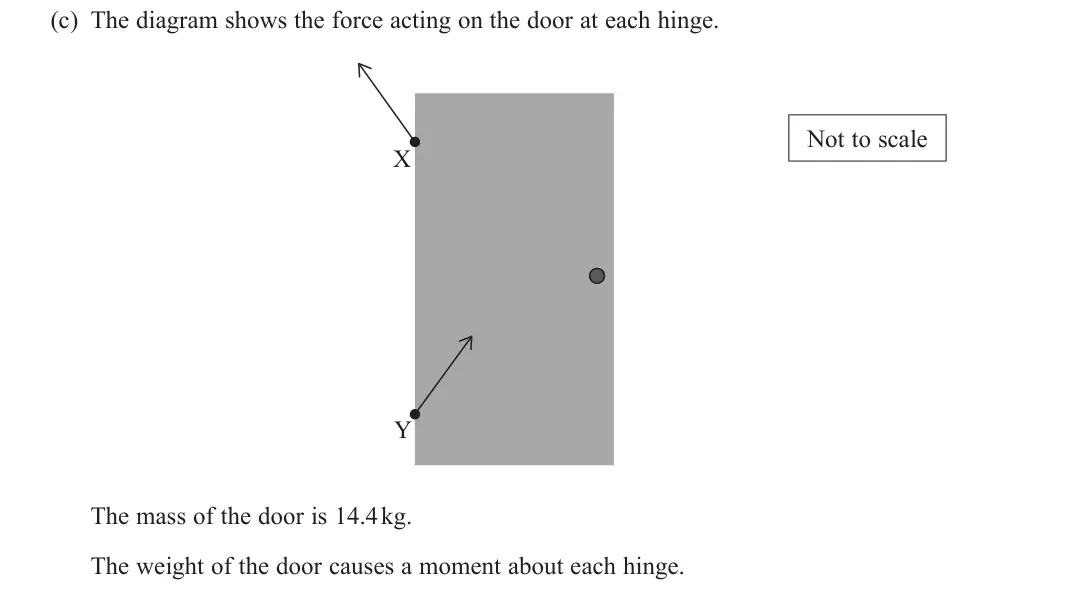 (c) The diagram shows the force acting on the door at each hinge.
X
Not to scale
Y
The mass of the door is 14.4 kg.
The weight of the door causes a moment about each hinge.